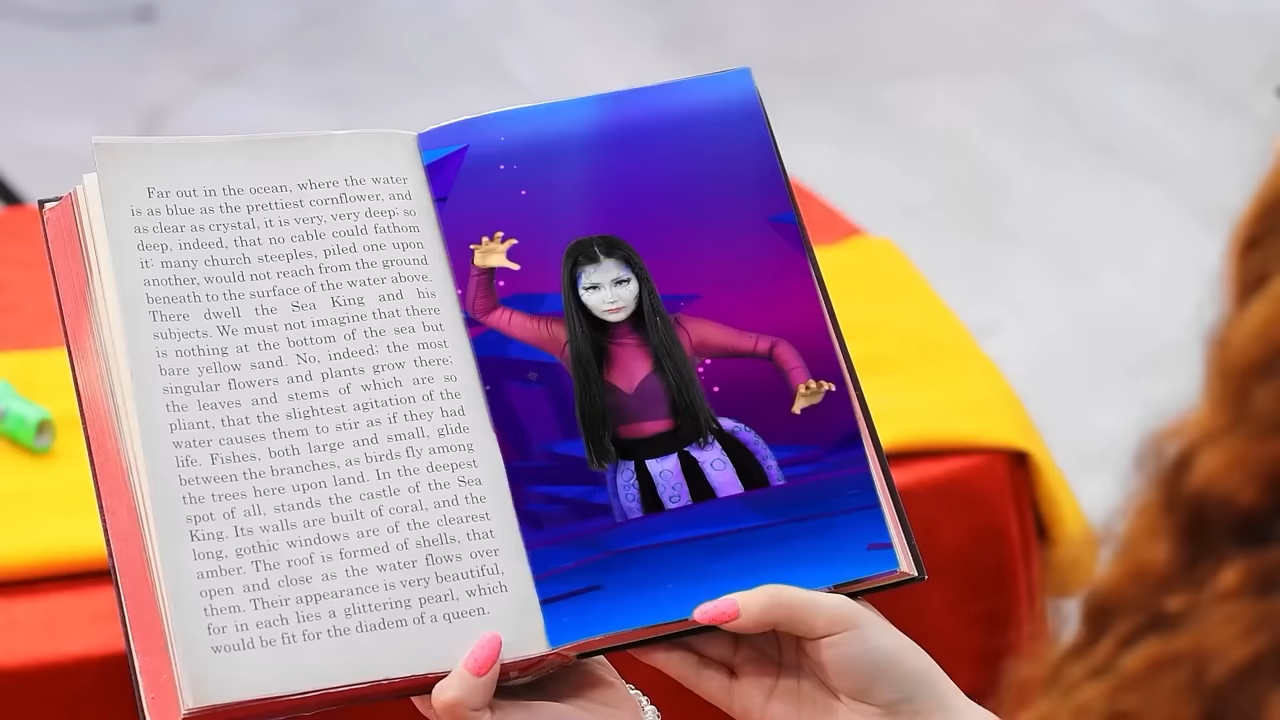 Far out in the ocean, where the water
is as blue as the prettiest cornflower, and
as clear as crystal, it is very, very deep; so
deep, indeed, that no cable could fathom
it: many church steeples, piled one upon
another, would not reach from the ground
beneath to the surface of the water above.
There dwell the Sea King and his
subjects. We must not imagine that there
is nothing at the bottom of the sea but
bare yellow sand. No, indeed; the most
singular flowers and plants grow there;
the leaves and stems of which are so
pliant, that the slightest agitation of the
water causes them to stir as if they had
life. Fishes, both large and small, glide
between the branches, as birds fly among
the trees here upon land. In the deepest
spot of all, stands the castle of the Sea
King. Its walls are built of coral, and the
long, gothic windows are of the clearest
amber. The roof is formed of shells, that
open and close as the water flows over
them. Their appearance is very beautiful,
for in each lies a glittering pearl, which
would be fit for the diadem of a queen.